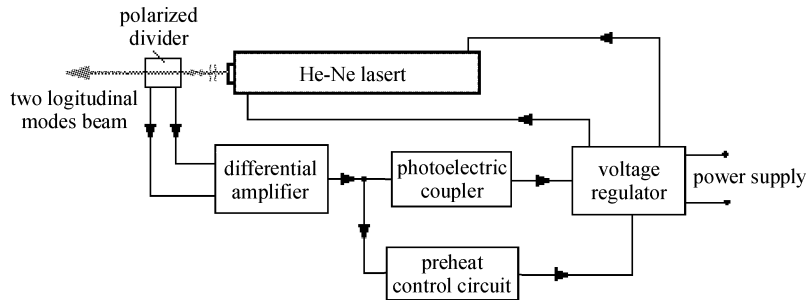 polarized
divider
He-Ne lasert
two logitudinal
modes beam
differential
amplifier
photoelectric
coupler
voltage
regulator
power supply
preheat
control circuit